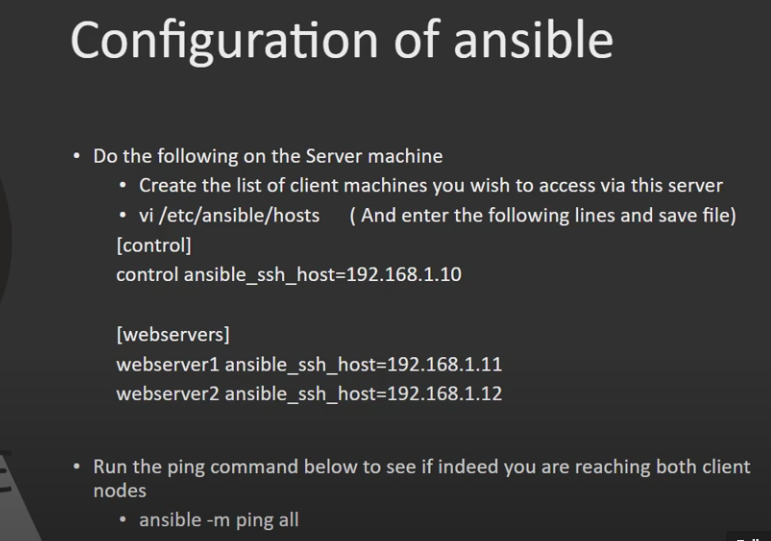 Configuration of ansible
• Do the following on the Server machine
• Create the list of client machines you wish to access via this server
• vi /etc/ansible/hosts ( And enter the following lines and save file)
[control]
control ansible_ssh_host=192.168.1.10
[webservers]
webserver1 ansible_ssh_host=192.168.1.11
webserver2 ansible_ssh_host=192.168.1.12
• Run the ping command below to see if indeed you are reaching both client
nodes
• ansible -m ping all